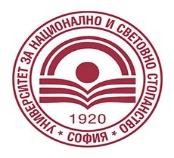 УНИВЕРСИТЕТ ЗА НАЦИОНАЛНО И СВЕТОВНО СТОПАНСТВО
1920
* СОФИЯ *